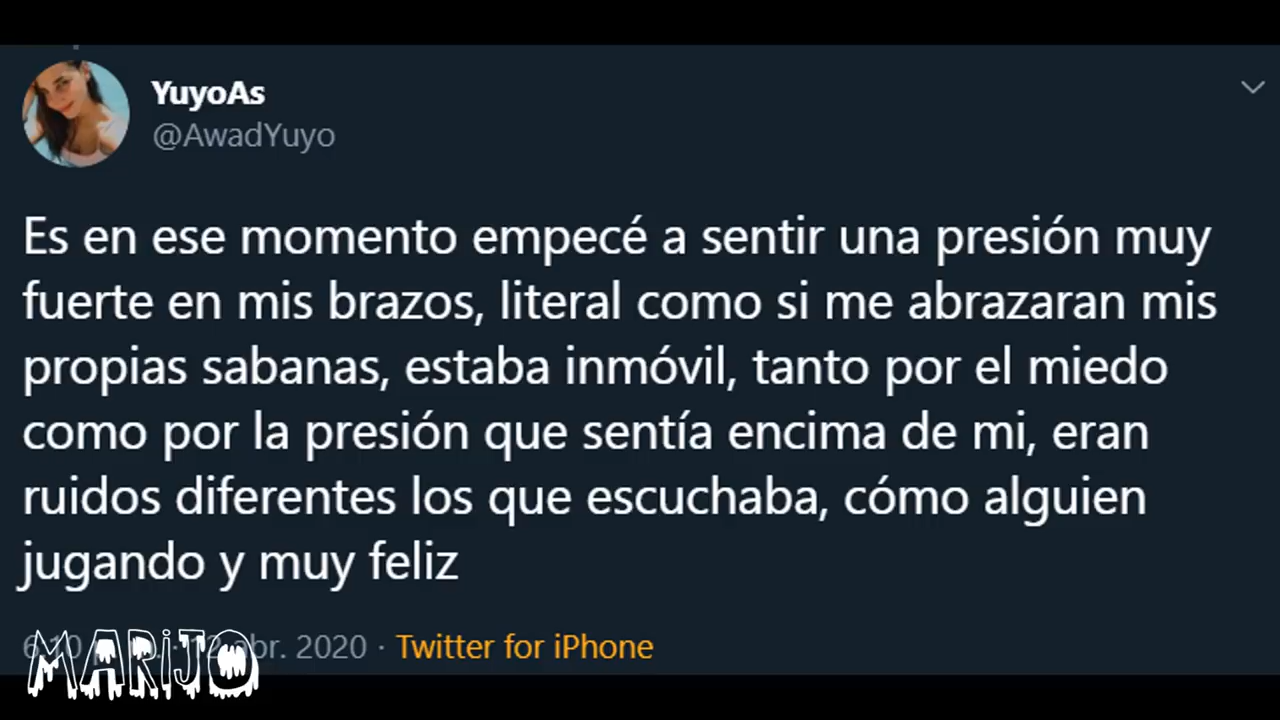 YuyoAs
@AwadYuyo
Es en ese momento empecé a sentir una presión muy
fuerte en mis brazos, literal como si me abrazaran mis
propias sabanas, estaba inmóvil, tanto por el miedo
como por la presión que sentía encima de mi, eran
ruidos diferentes los que escuchaba, cómo alguien
jugando y muy feliz
abr. 2020 · Twitter for iPhone
MARiJO